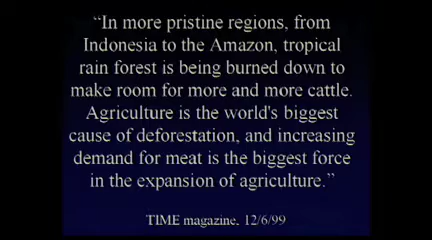 “In more pristine regions, from
Indonesia to the Amazon, tropical
rain forest is being burned down to
make room for more and more cattle.
Agriculture is the world's biggest
cause of deforestation, and increasing
demand for meat is the biggest force
in the expansion of agriculture.”
TIME magazine, 12/6/99